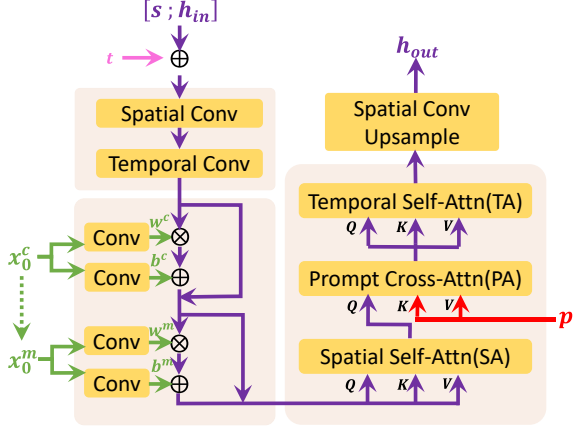 [s ; h_in]
t
Spatial Conv
Temporal Conv
x_0^c
Conv
w^c
Conv
b^c
x_0^m
Conv
w^m
Conv
b^m
h_out
Spatial Conv
Upsample
Temporal Self-Attn(TA)
Q
K
V
Prompt Cross-Attn(PA)
Q
K
V
p
Spatial Self-Attn(SA)
Q
K
V